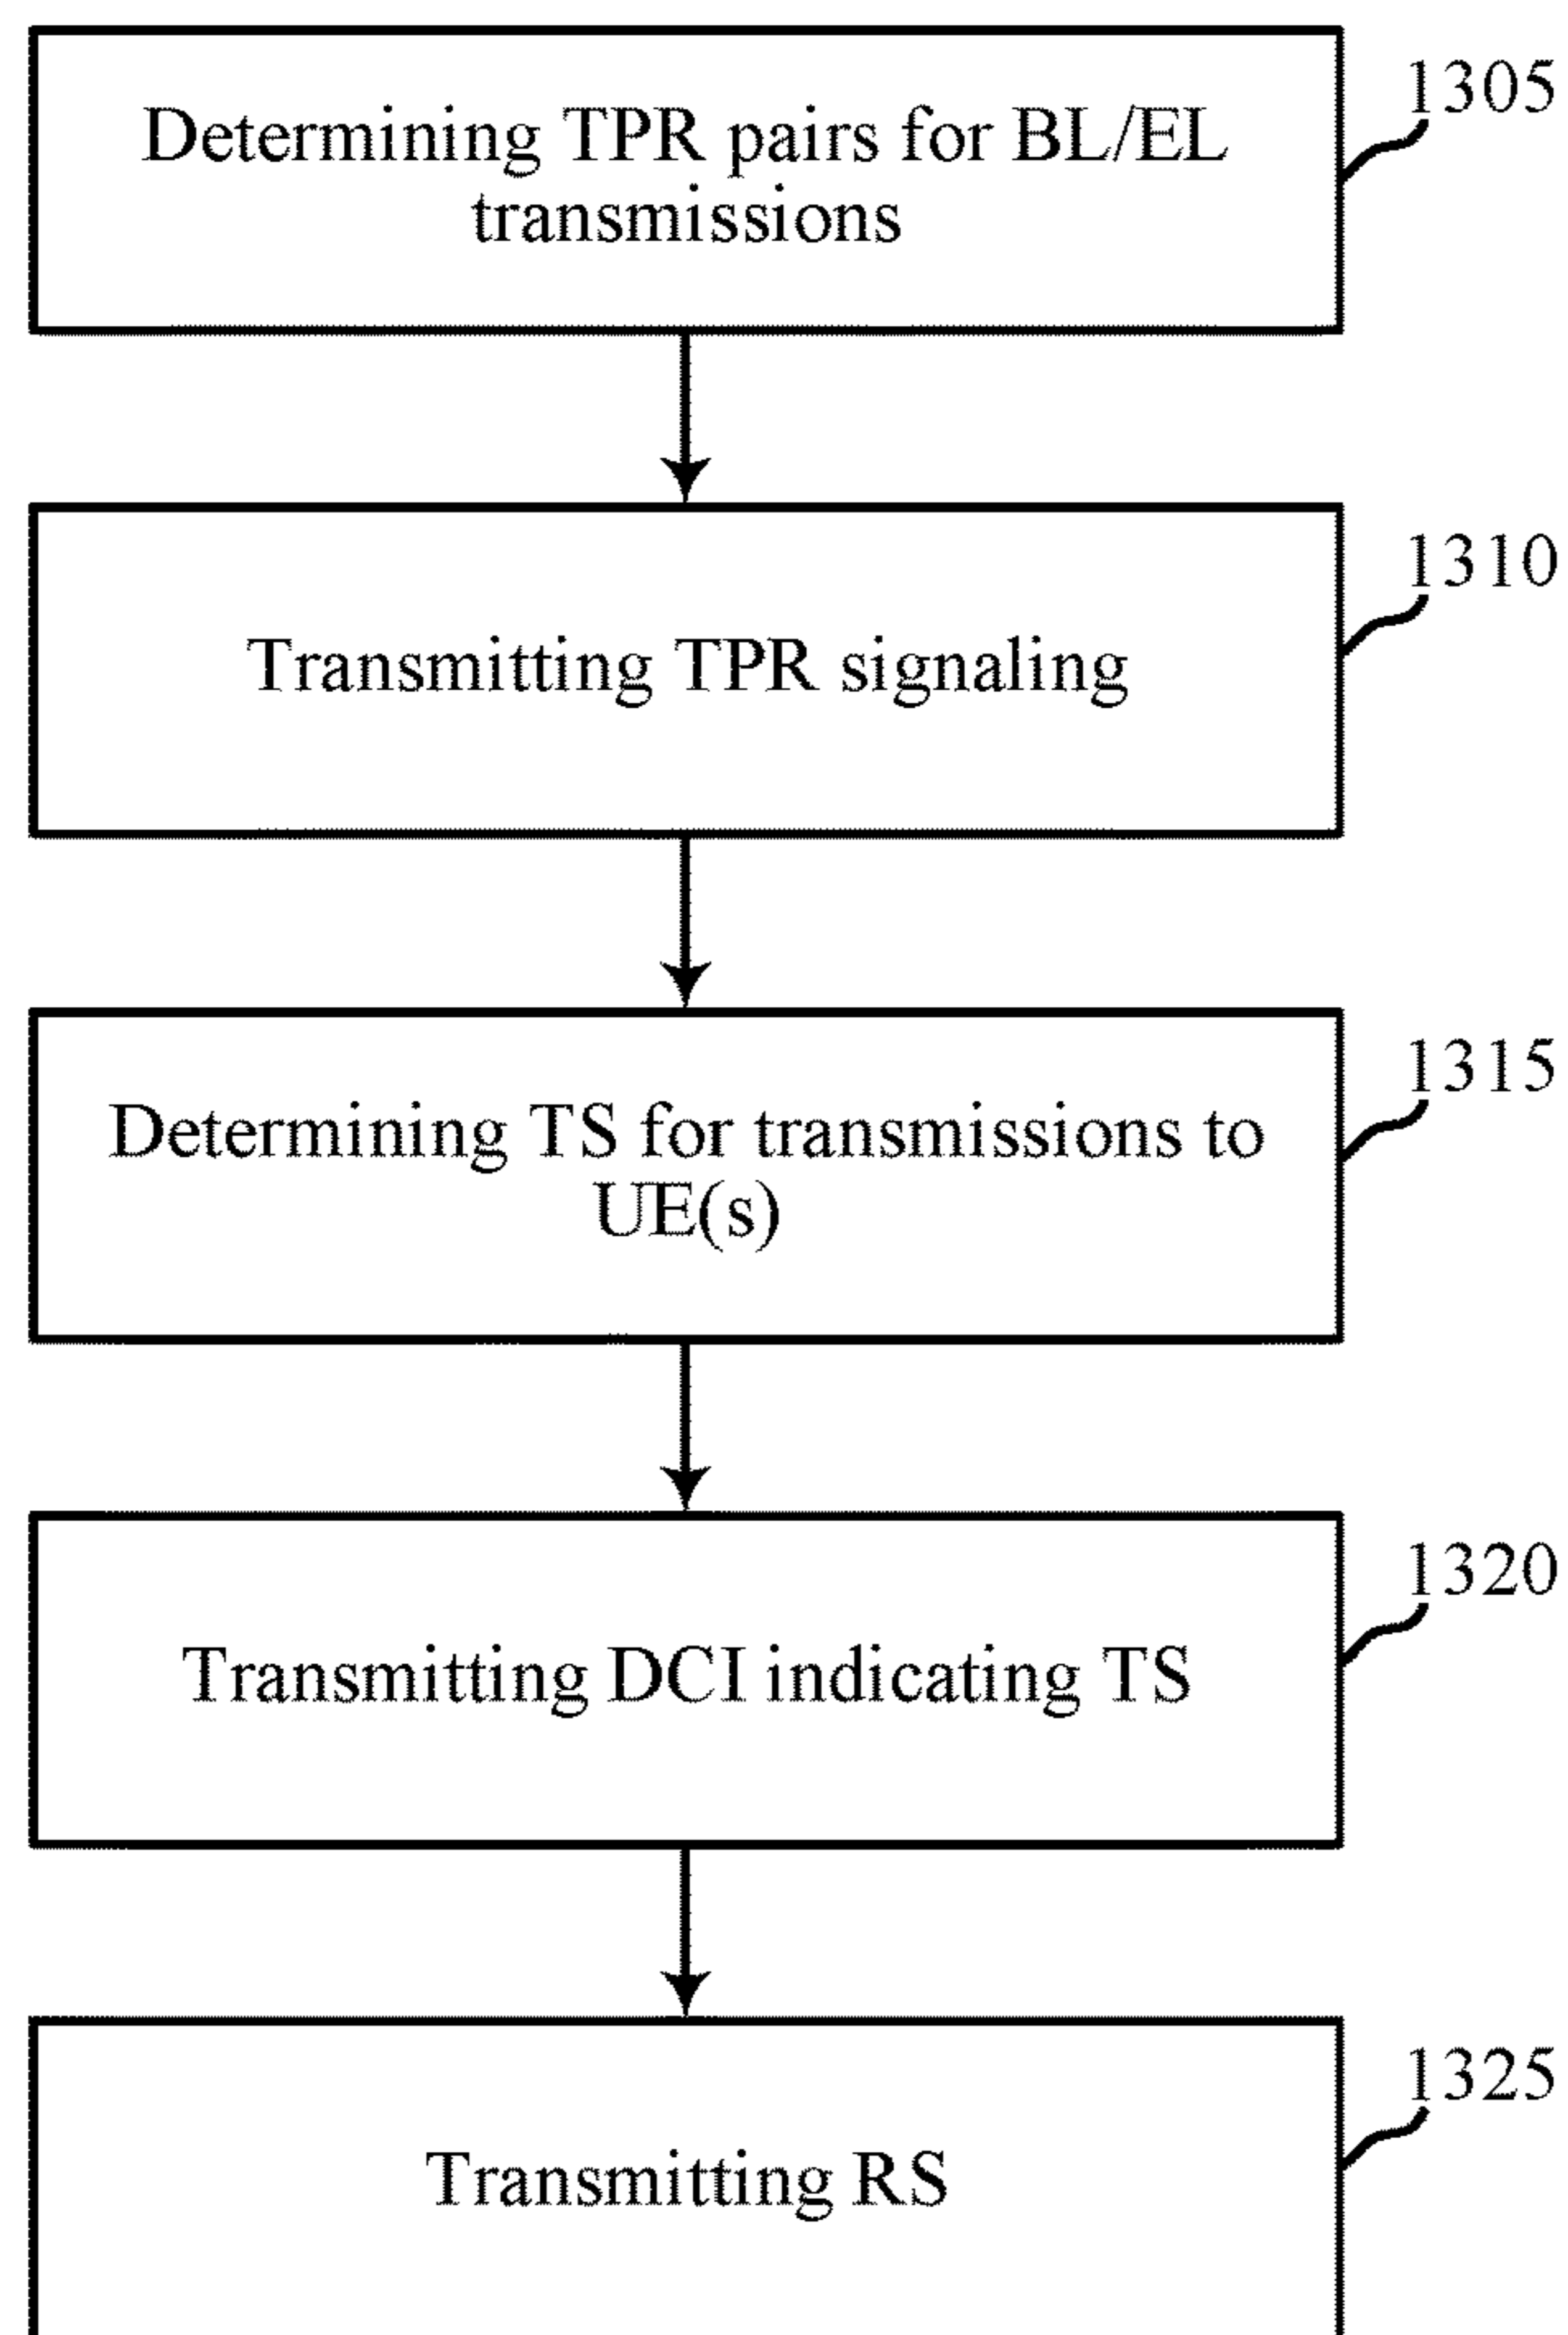 1305
Determining TPR pairs for BL/EL
transmissions
1310
Transmitting TPR signaling
1315
Determining TS for transmissions to
UE(s)
1320
Transmitting DCI indicating TS
1325
Transmitting RS